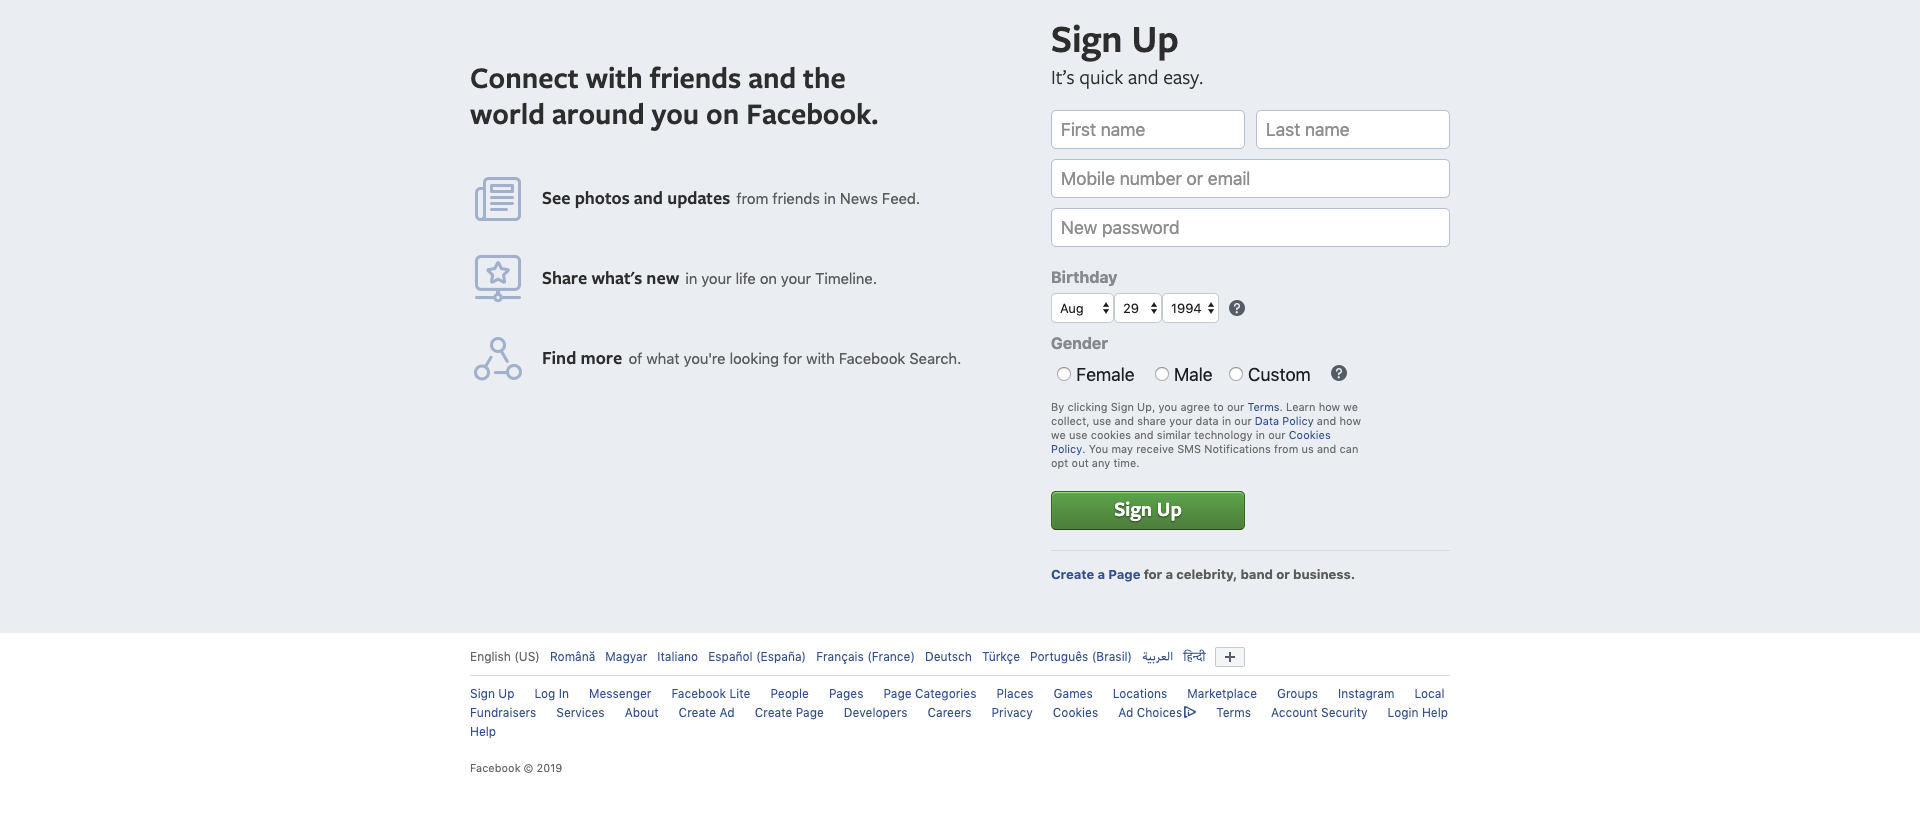 Connect with friends and the
world around you on Facebook.
See photos and updates from friends in News Feed.
Share what's new in your life on your Timeline.
Find more of what you're looking for with Facebook Search.
Sign Up
It's quick and easy.
First name Last name
Mobile number or email
New password
Birthday
Aug 29 1994 ?
Gender
Female Male Custom ?
By clicking Sign Up, you agree to our Terms. Learn how we
collect, use and share your data in our Data Policy and how
we use cookies and similar technology in our Cookies
Policy. You may receive SMS Notifications from us and can
opt out any time.
Sign Up
Create a Page for a celebrity, band or business.
English (US) Română Magyar Italiano Español (España) Français (France) Deutsch Türkçe Português (Brasil) العربية हिन्दी +
Sign Up Log In Messenger Facebook Lite People Pages Page Categories Places Games Locations Marketplace Groups Instagram Local
Fundraisers Services About Create Ad Create Page Developers Careers Privacy Cookies Ad Choices Terms Account Security Login Help
Help
Facebook © 2019